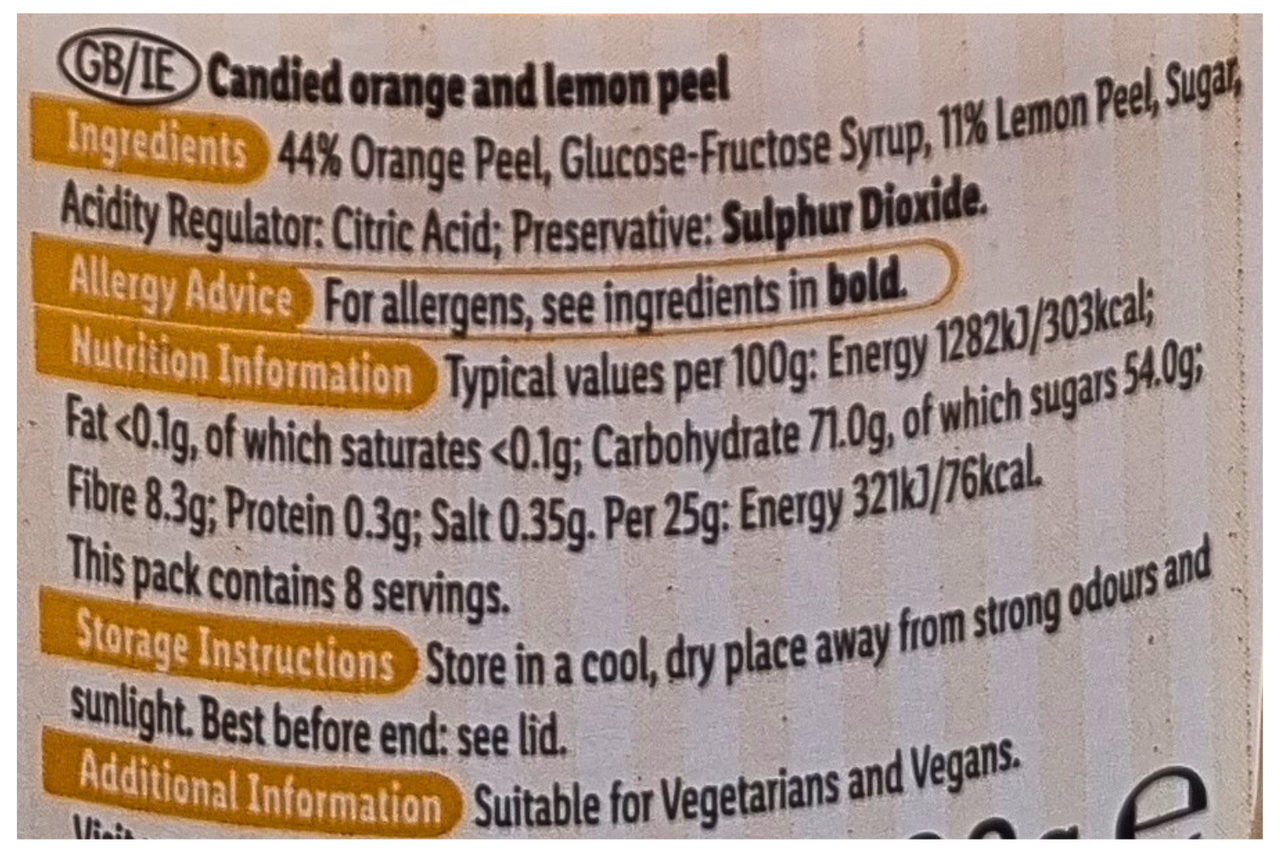 GB/IE Candied orange and lemon peel
Ingredients 44% Orange Peel, Glucose-Fructose Syrup, 11% Lemon Peel, Sugar,
Acidity Regulator: Citric Acid; Preservative: Sulphur Dioxide.
Allergy Advice For allergens, see ingredients in bold.
Nutrition Information Typical values per 100g: Energy 1282kJ/303kcal;
Fat <0.1g, of which saturates <0.1g; Carbohydrate 71.0g, of which sugars 54.0g;
Fibre 8.3g; Protein 0.3g; Salt 0.35g. Per 25g: Energy 321kJ/76kcal.
This pack contains 8 servings.
Storage Instructions Store in a cool, dry place away from strong odours and
sunlight. Best before end: see lid.
Additional Information Suitable for Vegetarians and Vegans.